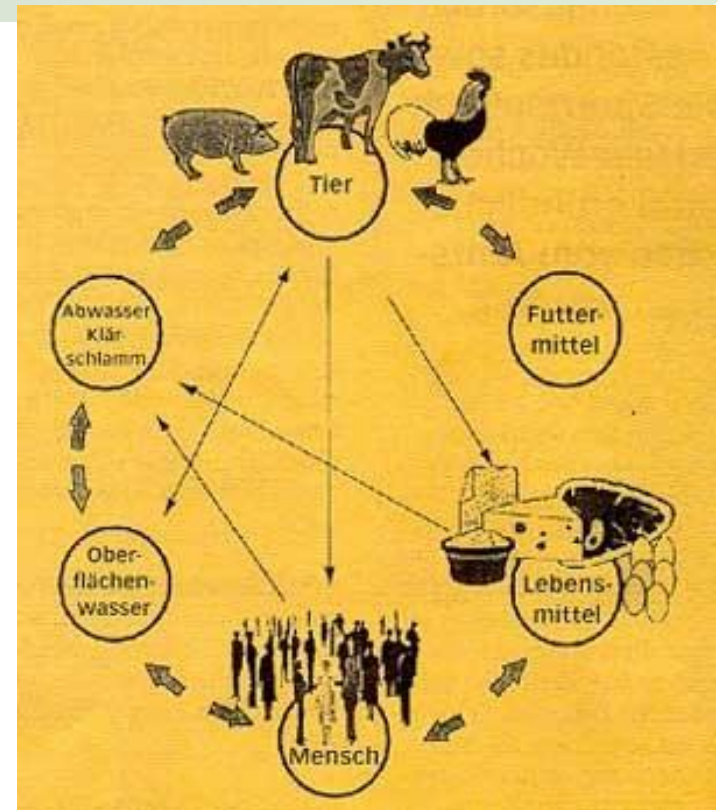 Tier
Abwasser
Klär-
schlamm
Futter-
mittel
Ober-
flächen-
wasser
Lebens-
mittel
Mensch